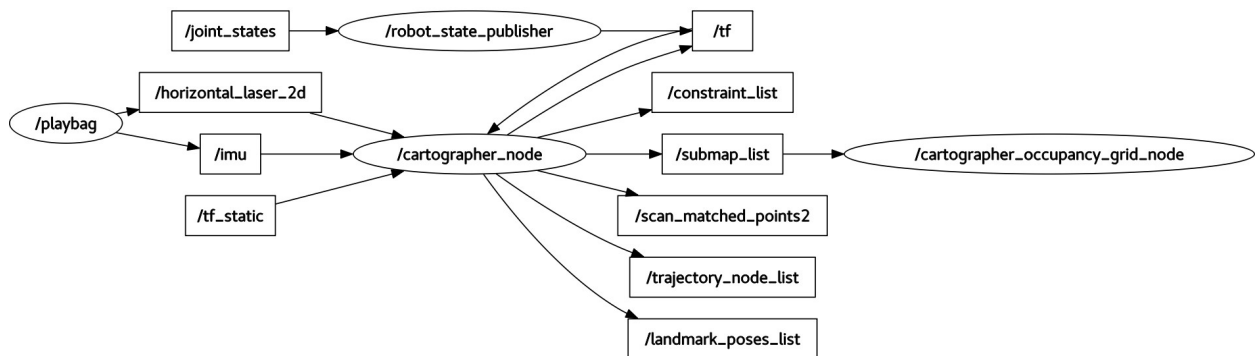 /joint_states
/robot_state_publisher
/tf
/horizontal_laser_2d
/constraint_list
/playbag
/imu
/cartographer_node
/submap_list
/cartographer_occupancy_grid_node
/tf_static
/scan_matched_points2
/trajectory_node_list
/landmark_poses_list